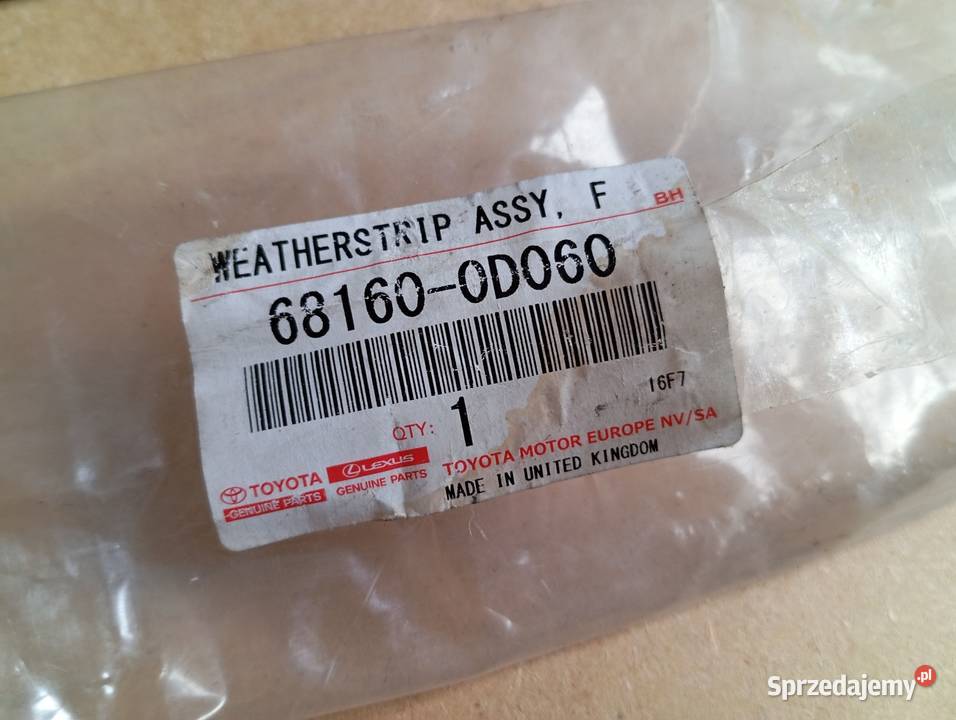 WEATHERSTRIP ASSY, F
BH
68160-0D060
16F7
QTY: 1
TOYOTA LEXUS TOYOTA MOTOR EUROPE NV/SA
GENUINE PARTS GENUINE PARTS MADE IN UNITED KINGDOM
Sprzedajemy.pl